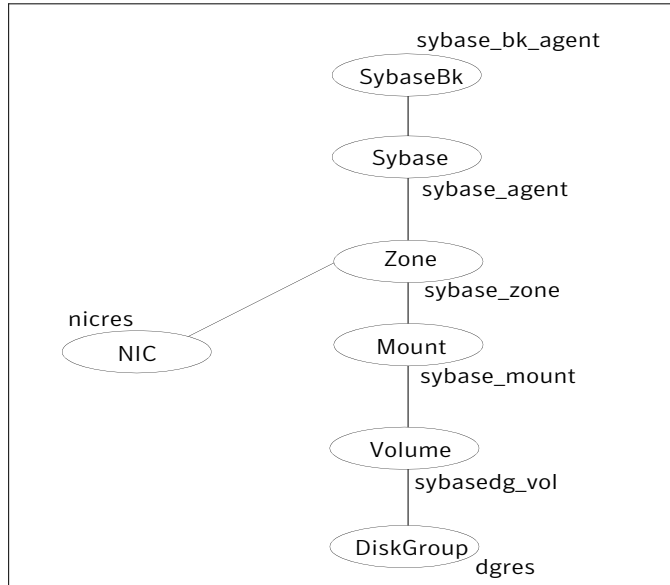 sybase_bk_agent
SybaseBk
Sybase
sybase_agent
Zone
sybase_zone
nicres
NIC
Mount
sybase_mount
Volume
sybasedg_vol
DiskGroup
dgres